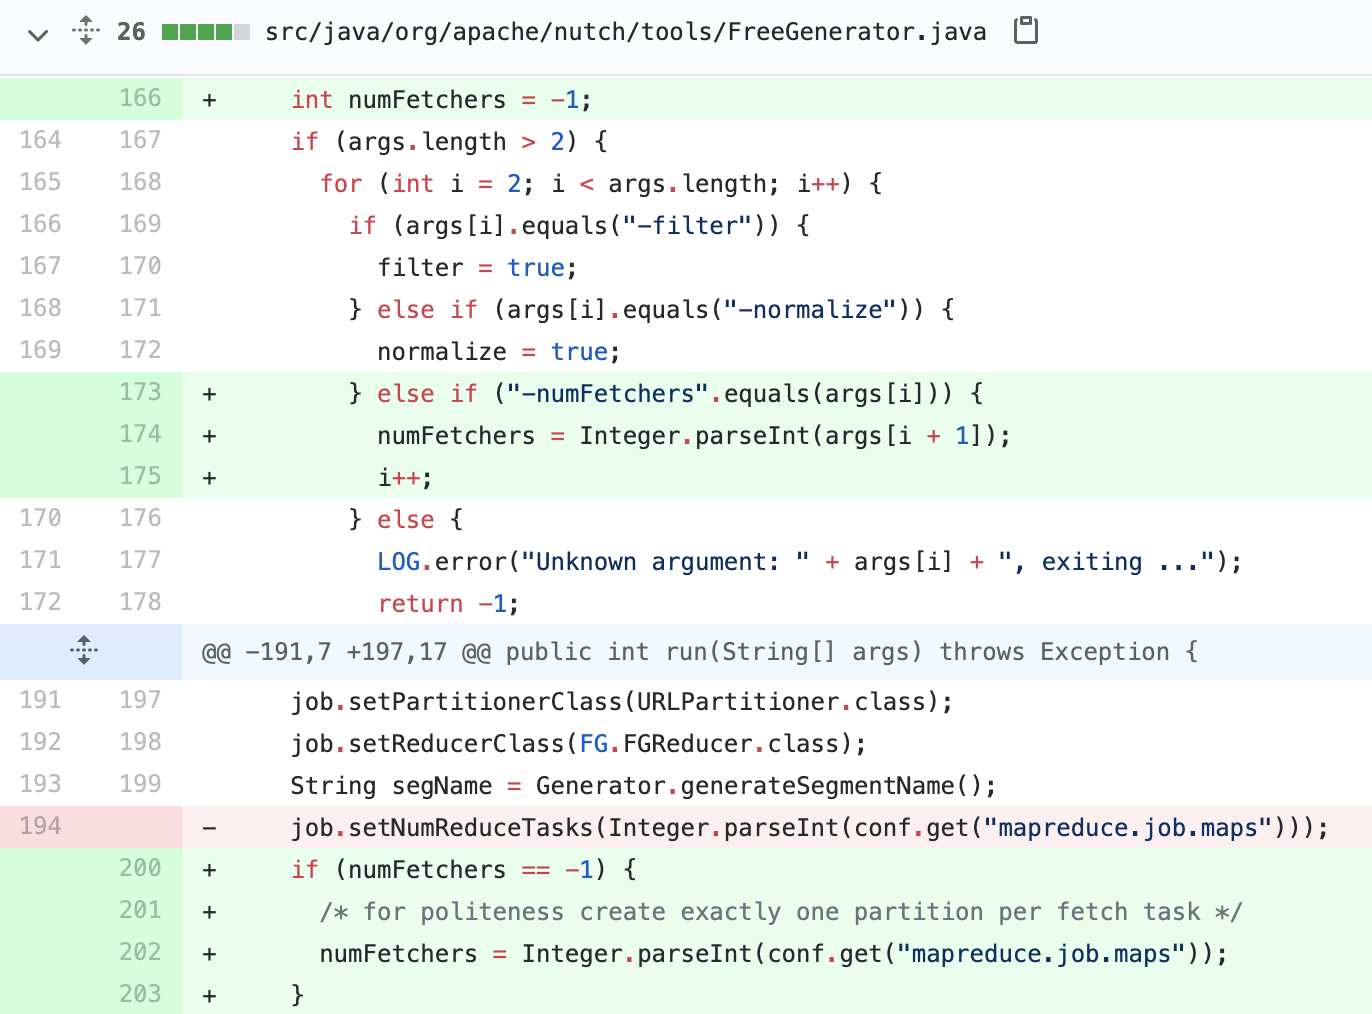 26 src/java/org/apache/nutch/tools/FreeGenerator.java
166 + int numFetchers = -1;
164 167 if (args.length > 2) {
165 168 for (int i = 2; i < args.length; i++) {
166 169 if (args[i].equals("-filter")) {
167 170 filter = true;
168 171 } else if (args[i].equals("-normalize")) {
169 172 normalize = true;
173 + } else if ("-numFetchers".equals(args[i])) {
174 + numFetchers = Integer.parseInt(args[i + 1]);
175 + i++;
170 176 } else {
171 177 LOG.error("Unknown argument: " + args[i] + ", exiting ...");
172 178 return -1;
@@ -191,7 +197,17 @@ public int run(String[] args) throws Exception {
191 197 job.setPartitionerClass(URLPartitioner.class);
192 198 job.setReducerClass(FG.FGReducer.class);
193 199 String segName = Generator.generateSegmentName();
194 - job.setNumReduceTasks(Integer.parseInt(conf.get("mapreduce.job.maps")));
200 + if (numFetchers == -1) {
201 + /* for politeness create exactly one partition per fetch task */
202 + numFetchers = Integer.parseInt(conf.get("mapreduce.job.maps"));
203 + }